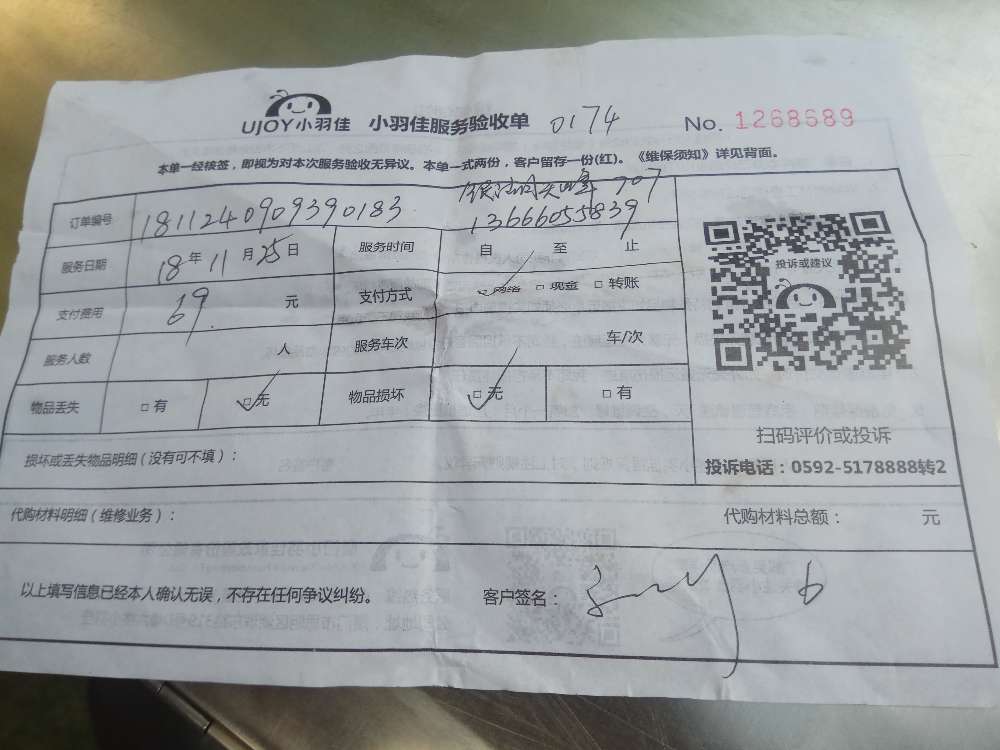 UJOY小羽佳 小羽佳服务验收单 0174 No. 1268689
本单一经核签，即视为对本次服务验收无异议。本单一式两份，客户留存一份(红)。《维保须知》详见背面。
707
订单编号 1811240909390183 13666055839
服务日期 18年11月25日 服务时间 自 至 止
支付费用 69. 元 支付方式 ✓网络 □现金 □转账
服务人数 人 服务车次 车/次
物品丢失 □有 ☑无 物品损坏 ☑无 □有
损坏或丢失物品明细（没有可不填）：
投诉或建议
扫码评价或投诉
投诉电话：0592-5178888转2
代购材料明细（维修业务）： 代购材料总额： 元
以上填写信息已经本人确认无误，不存在任何争议纠纷。 客户签名：